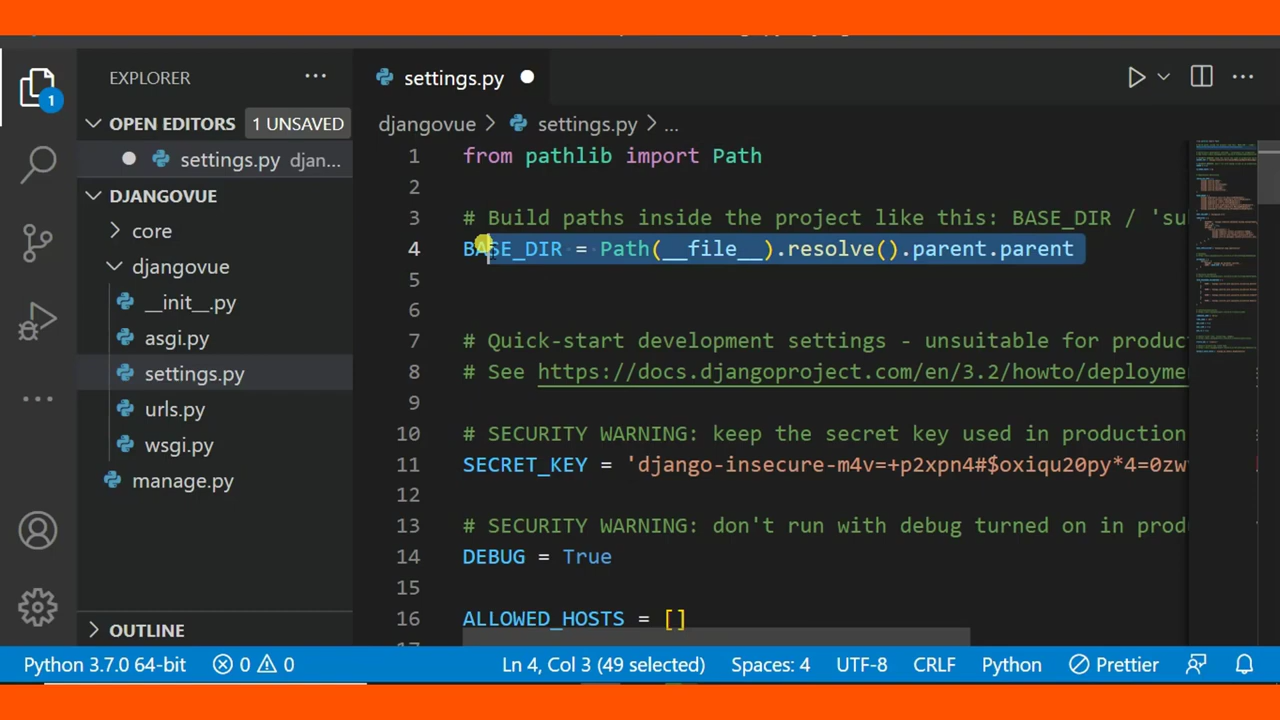 EXPLORER
OPEN EDITORS
1 UNSAVED
settings.py djan...
DJANGOVUE
core
djangovue
__init__.py
asgi.py
settings.py
urls.py
wsgi.py
manage.py
OUTLINE
1
settings.py
djangovue > settings.py > ...
1 from pathlib import Path
2
3 # Build paths inside the project like this: BASE_DIR / 'su
4 BASE_DIR = Path(__file__).resolve().parent.parent
5
6
7 # Quick-start development settings - unsuitable for produc
8 # See https://docs.djangoproject.com/en/3.2/howto/deployme
9
10 # SECURITY WARNING: keep the secret key used in production
11 SECRET_KEY = 'django-insecure-m4v=+p2xpn4#$oxiqu20py*4=0zw
12
13 # SECURITY WARNING: don't run with debug turned on in prod
14 DEBUG = True
15
16 ALLOWED_HOSTS = []
Python 3.7.0 64-bit 0 0 Ln 4, Col 3 (49 selected) Spaces: 4 UTF-8 CRLF Python Prettier